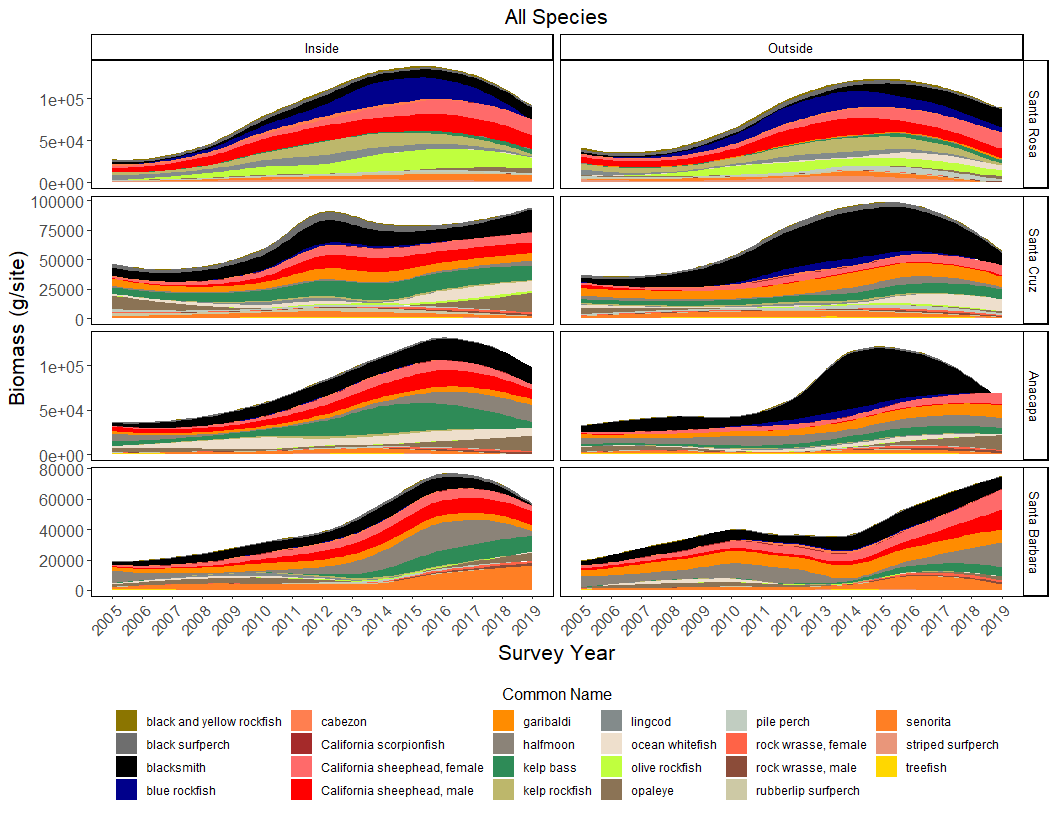 All Species
Inside
Outside
Biomass (g/site)
1e+05
5e+04
0e+00
Santa Rosa
100000
75000
50000
25000
0
Santa Cruz
1e+05
5e+04
0e+00
Anacapa
80000
60000
40000
20000
0
Santa Barbara
2005 2006 2007 2008 2009 2010 2011 2012 2013 2014 2015 2016 2017 2018 2019
2005 2006 2007 2008 2009 2010 2011 2012 2013 2014 2015 2016 2017 2018 2019
Survey Year
Common Name
black and yellow rockfish
black surfperch
blacksmith
blue rockfish
cabezon
California scorpionfish
California sheephead, female
California sheephead, male
garibaldi
halfmoon
kelp bass
kelp rockfish
lingcod
ocean whitefish
olive rockfish
opaleye
pile perch
rock wrasse, female
rock wrasse, male
rubberlip surfperch
senorita
striped surfperch
treefish